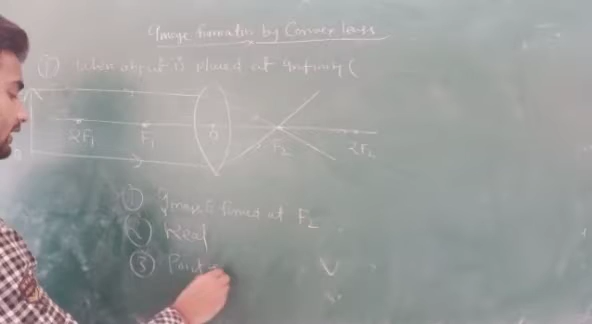 Image Formation by Convex lens
① When object is placed at infinity (
2F₁ F₁ O F₂ 2F₂
① Image is formed at F₂
② Real
③ Point